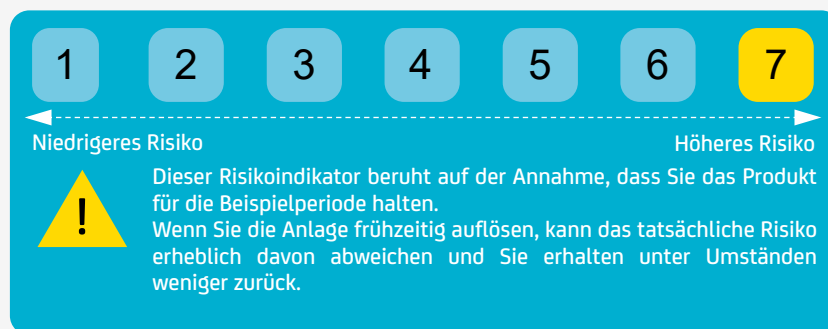 1 2 3 4 5 6 7
Niedrigeres Risiko Höheres Risiko
!
Dieser Risikoindikator beruht auf der Annahme, dass Sie das Produkt
für die Beispielperiode halten.
Wenn Sie die Anlage frühzeitig auflösen, kann das tatsächliche Risiko
erheblich davon abweichen und Sie erhalten unter Umständen
weniger zurück.